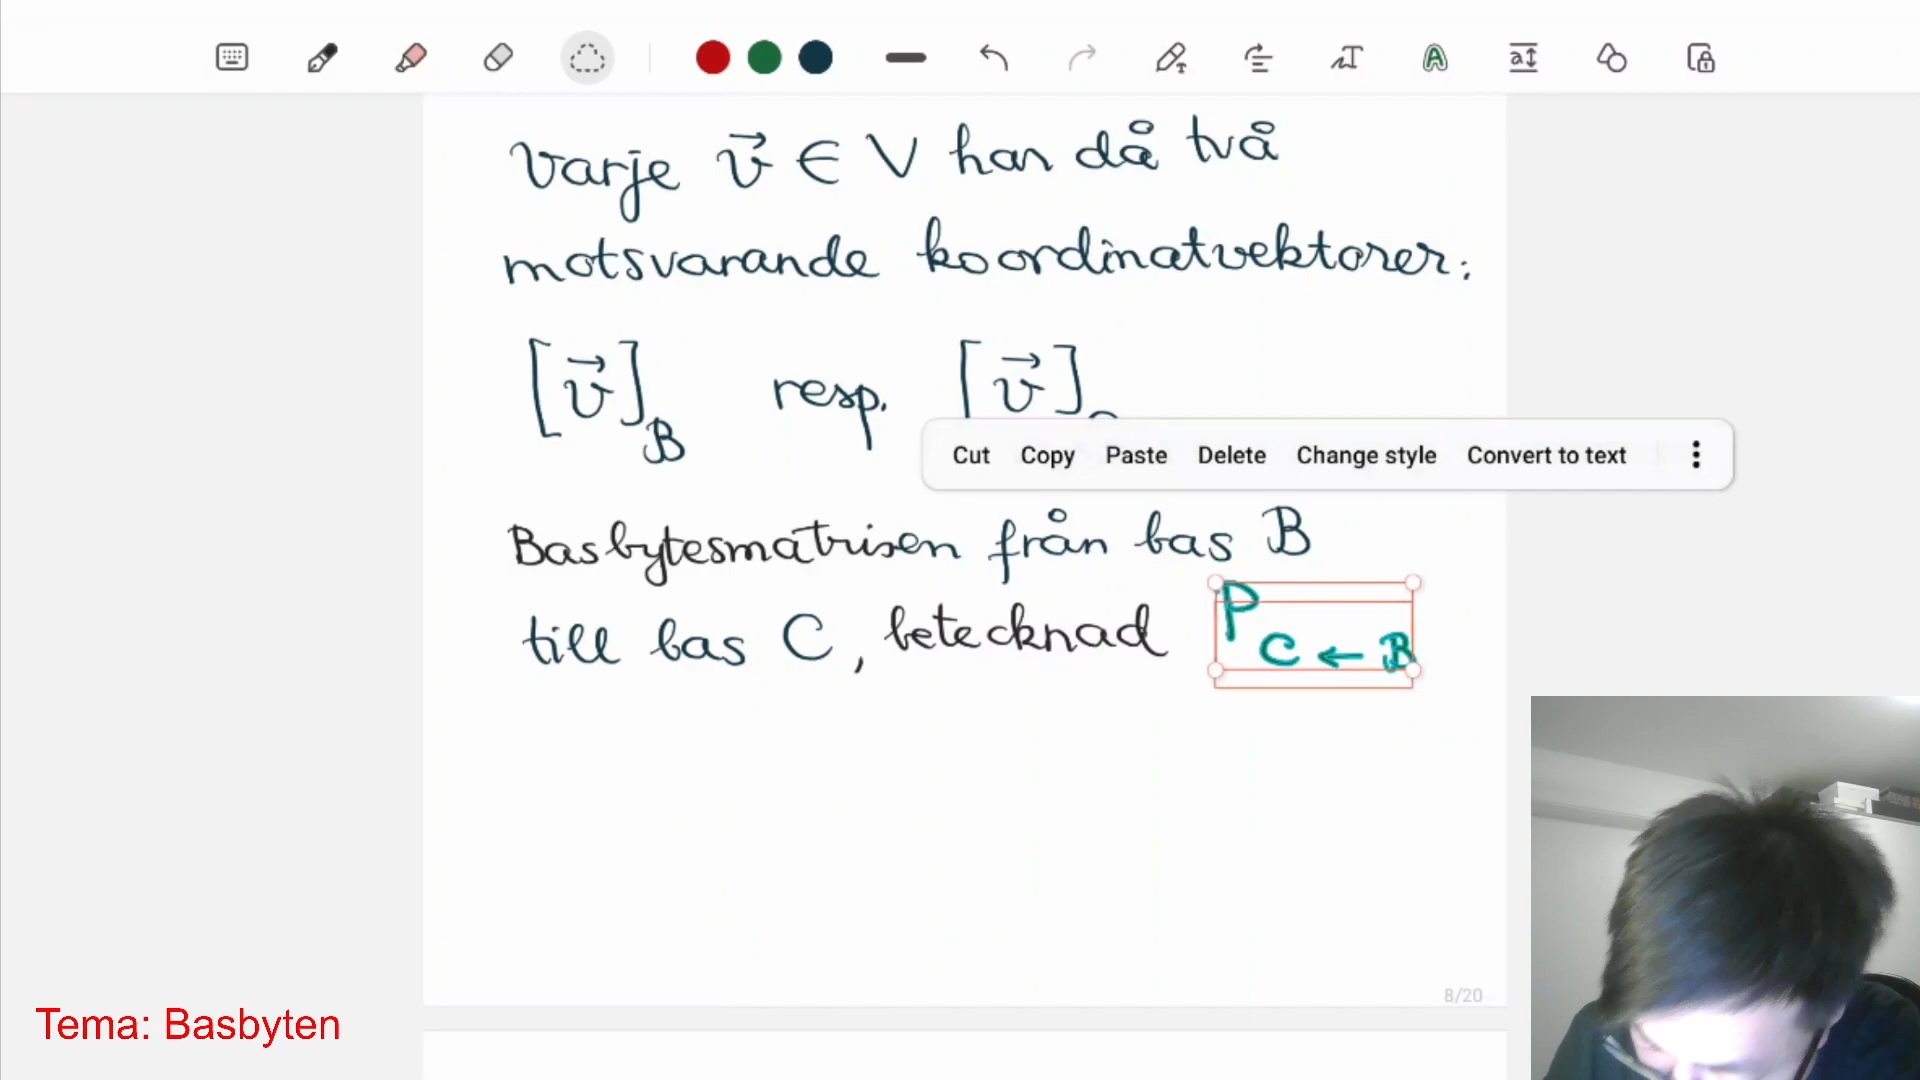 Varje v⃗ ∈ V har då två
motsvarande koordinatvektorer:
[v⃗]B resp. [v⃗]
Cut Copy Paste Delete Change style Convert to text
Basbytesmatrisen från bas B
till bas C, betecknad P C ← B
8/20
Tema: Basbyten